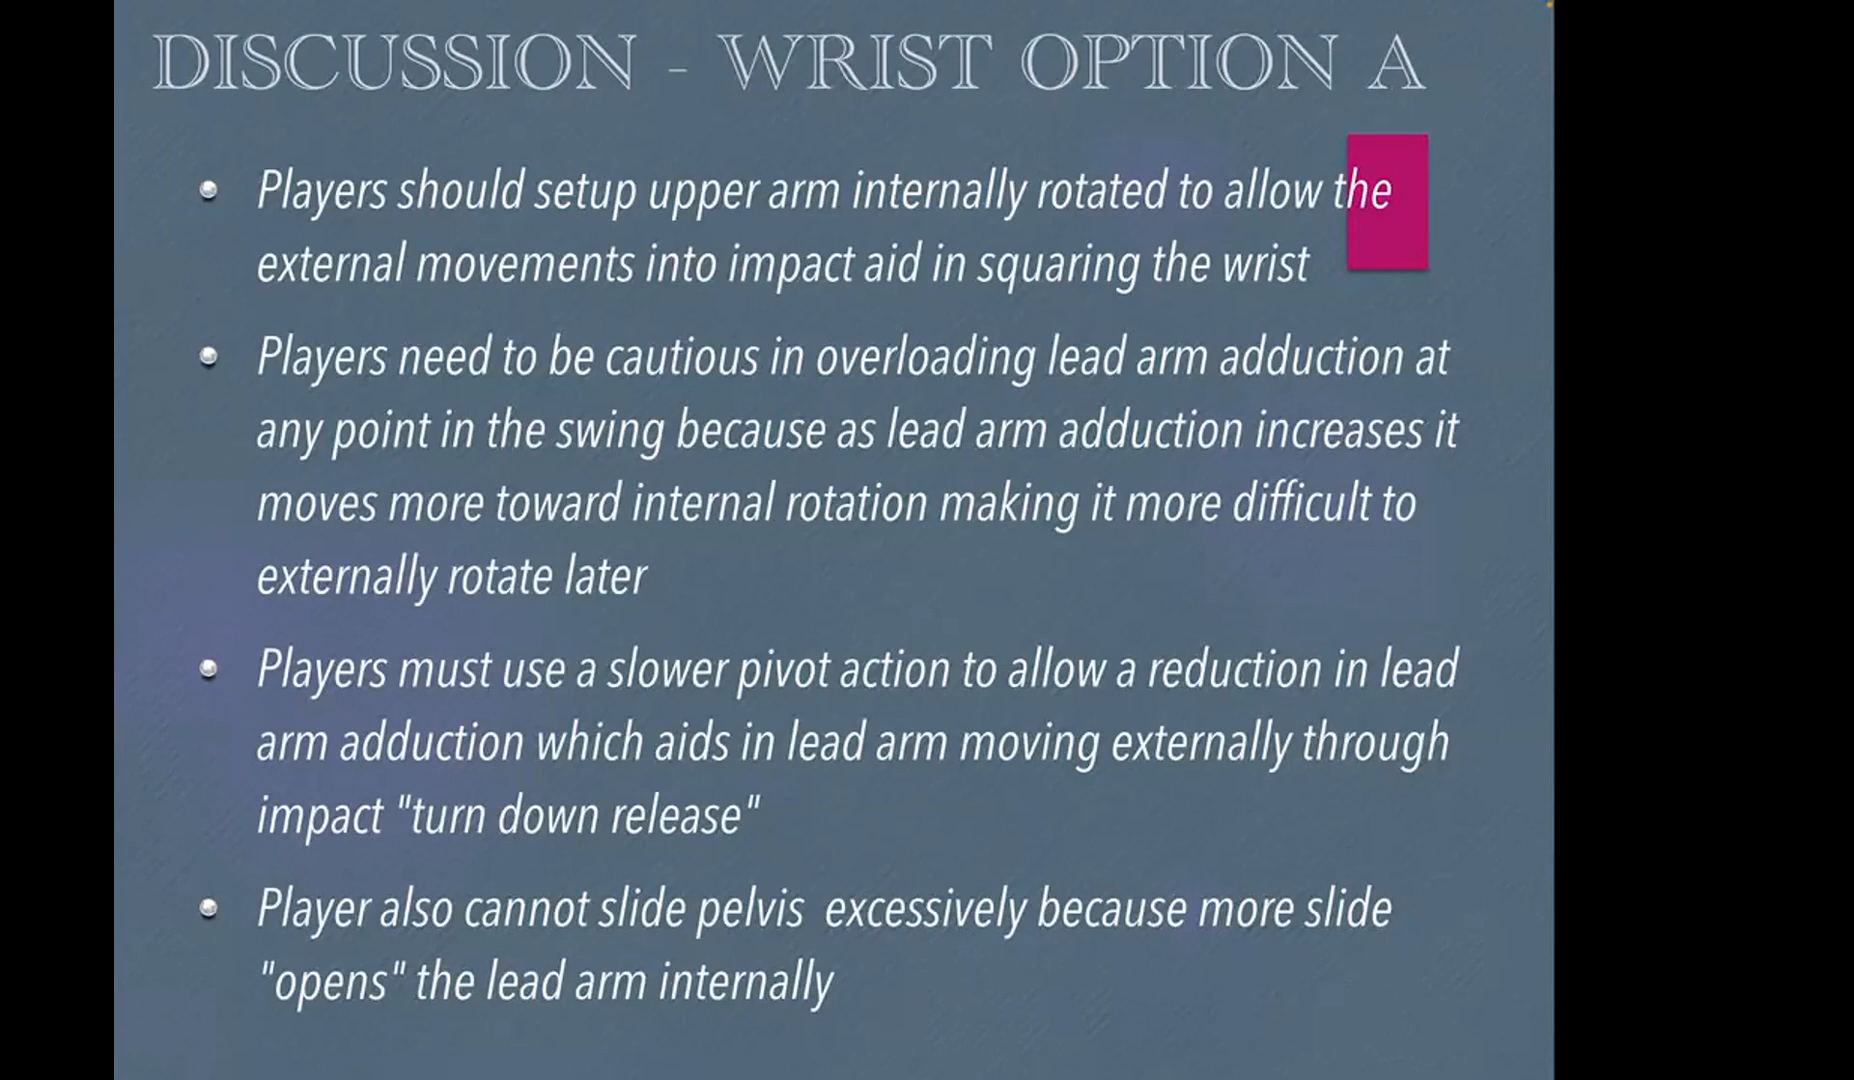 DISCUSSION - WRIST OPTION A
Players should setup upper arm internally rotated to allow the
external movements into impact aid in squaring the wrist
Players need to be cautious in overloading lead arm adduction at
any point in the swing because as lead arm adduction increases it
moves more toward internal rotation making it more difficult to
externally rotate later
Players must use a slower pivot action to allow a reduction in lead
arm adduction which aids in lead arm moving externally through
impact "turn down release"
Player also cannot slide pelvis excessively because more slide
"opens" the lead arm internally